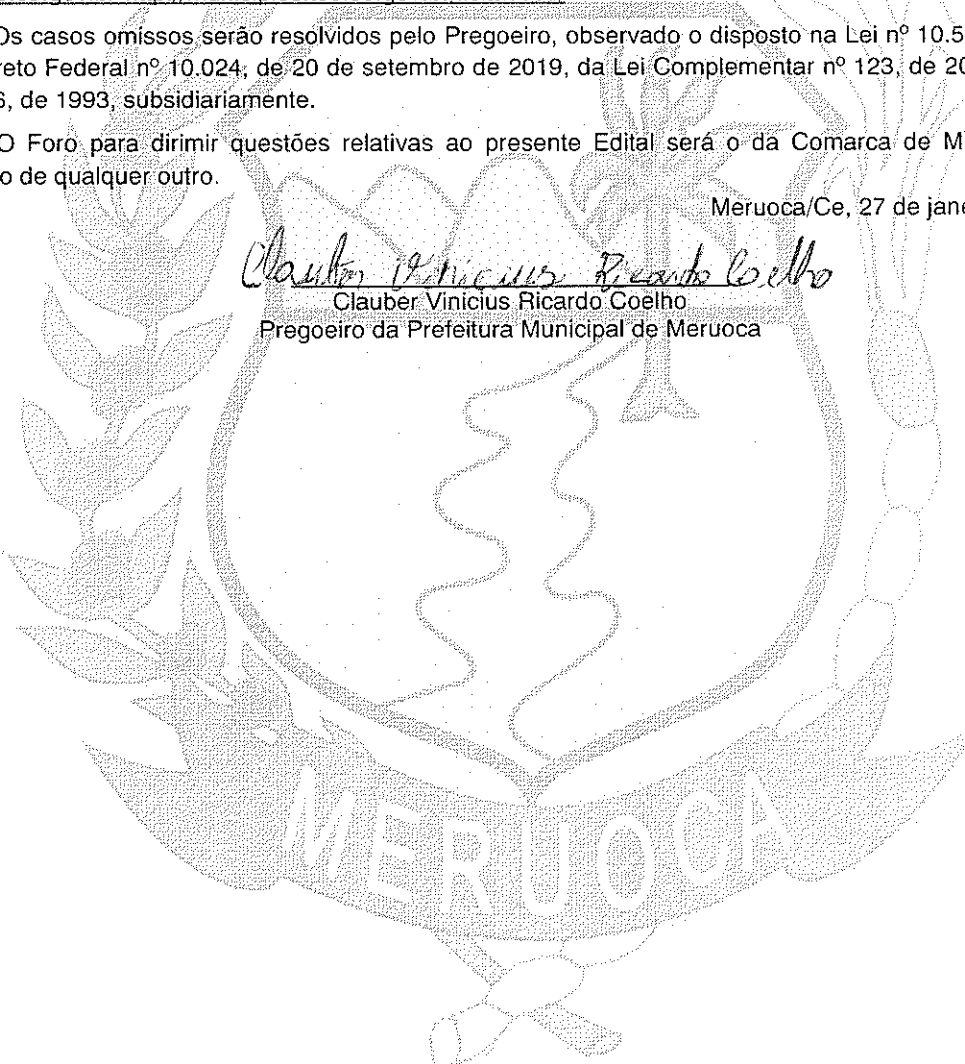 Os casos omissos serão resolvidos pelo Pregoeiro, observado o disposto na Lei nº 10.5
reto Federal nº 10.024, de 20 de setembro de 2019, da Lei Complementar nº 123, de 20
6, de 1993, subsidiariamente.
O Foro para dirimir questões relativas ao presente Edital será o da Comarca de M
o de qualquer outro.
Meruoca/Ce, 27 de jane
Clauber Vinicius Ricardo Coelho
Clauber Vinicius Ricardo Coelho
Pregoeiro da Prefeitura Municipal de Meruoca
MERUOCA